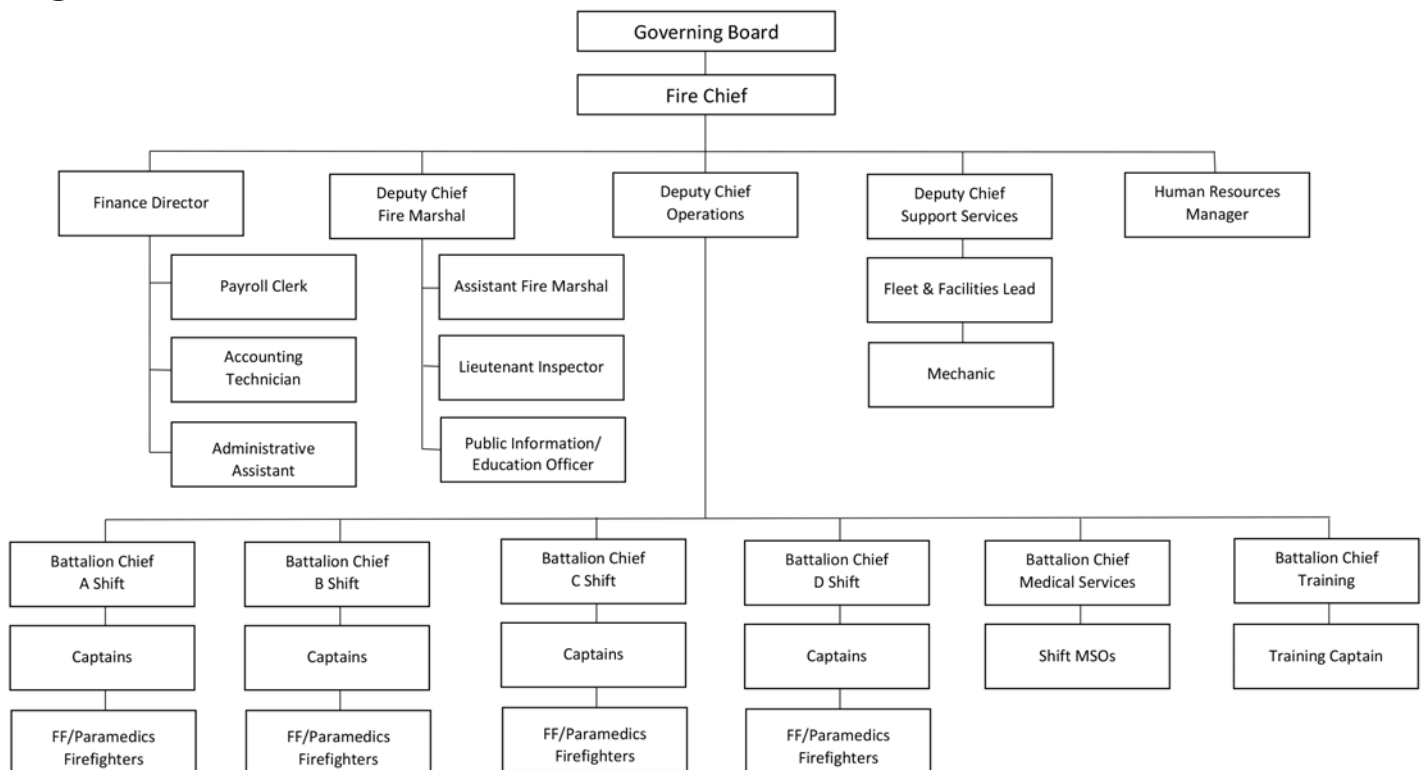 Governing Board
Fire Chief
Finance Director
Deputy Chief
Fire Marshal
Deputy Chief
Operations
Deputy Chief
Support Services
Human Resources
Manager
Payroll Clerk
Accounting
Technician
Administrative
Assistant
Assistant Fire Marshal
Lieutenant Inspector
Public Information/
Education Officer
Fleet & Facilities Lead
Mechanic
Battalion Chief
A Shift
Captains
FF/Paramedics
Firefighters
Battalion Chief
B Shift
Captains
FF/Paramedics
Firefighters
Battalion Chief
C Shift
Captains
FF/Paramedics
Firefighters
Battalion Chief
D Shift
Captains
FF/Paramedics
Firefighters
Battalion Chief
Medical Services
Shift MSOs
Battalion Chief
Training
Training Captain